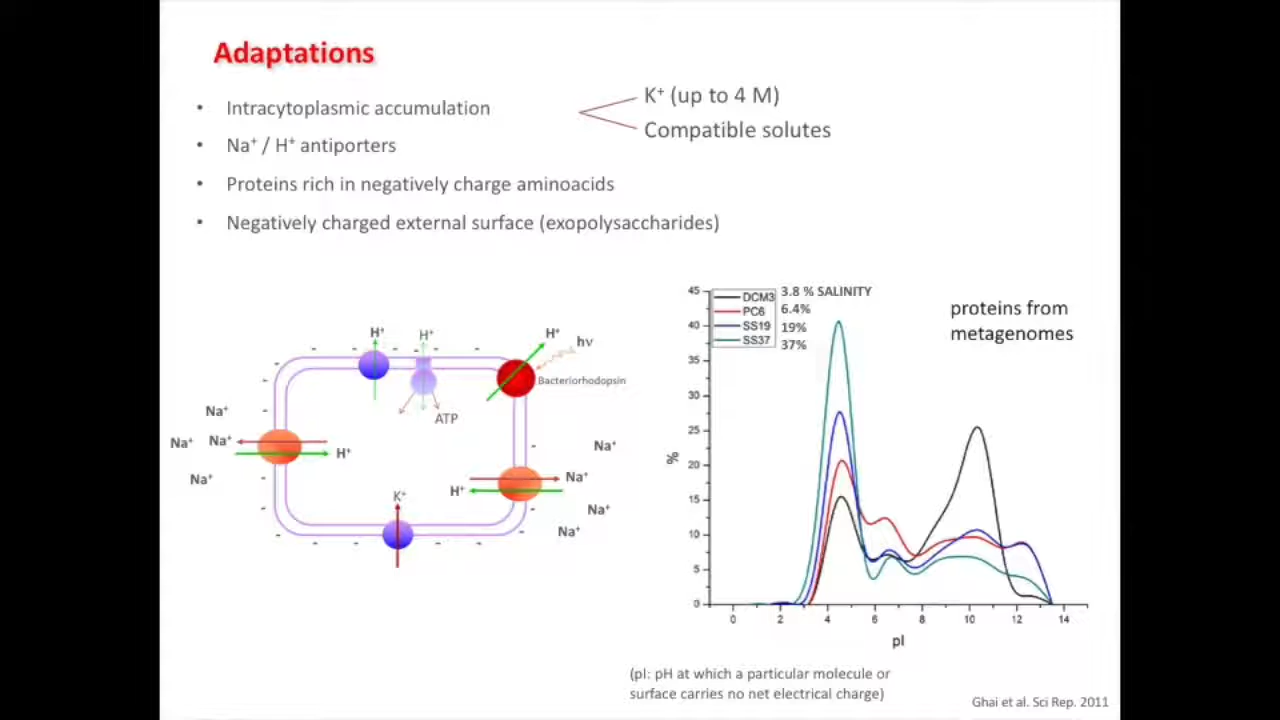 Adaptations
• Intracytoplasmic accumulation
K⁺ (up to 4 M)
Compatible solutes
• Na⁺ / H⁺ antiporters
• Proteins rich in negatively charge aminoacids
• Negatively charged external surface (exopolysaccharides)
H⁺
H⁺
H⁺
hν
Bacteriorhodopsin
ATP
Na⁺
Na⁺ Na⁺
H⁺
Na⁺
Na⁺
H⁺ Na⁺
K⁺
Na⁺
Na⁺
DCM3 3.8 % SALINITY
PC6 6.4%
SS19 19%
SS37 37%
proteins from
metagenomes
%
45
40
35
30
25
20
15
10
5
0
0 2 4 6 8 10 12 14
pI
(pI: pH at which a particular molecule or
surface carries no net electrical charge)
Ghai et al. Sci Rep. 2011